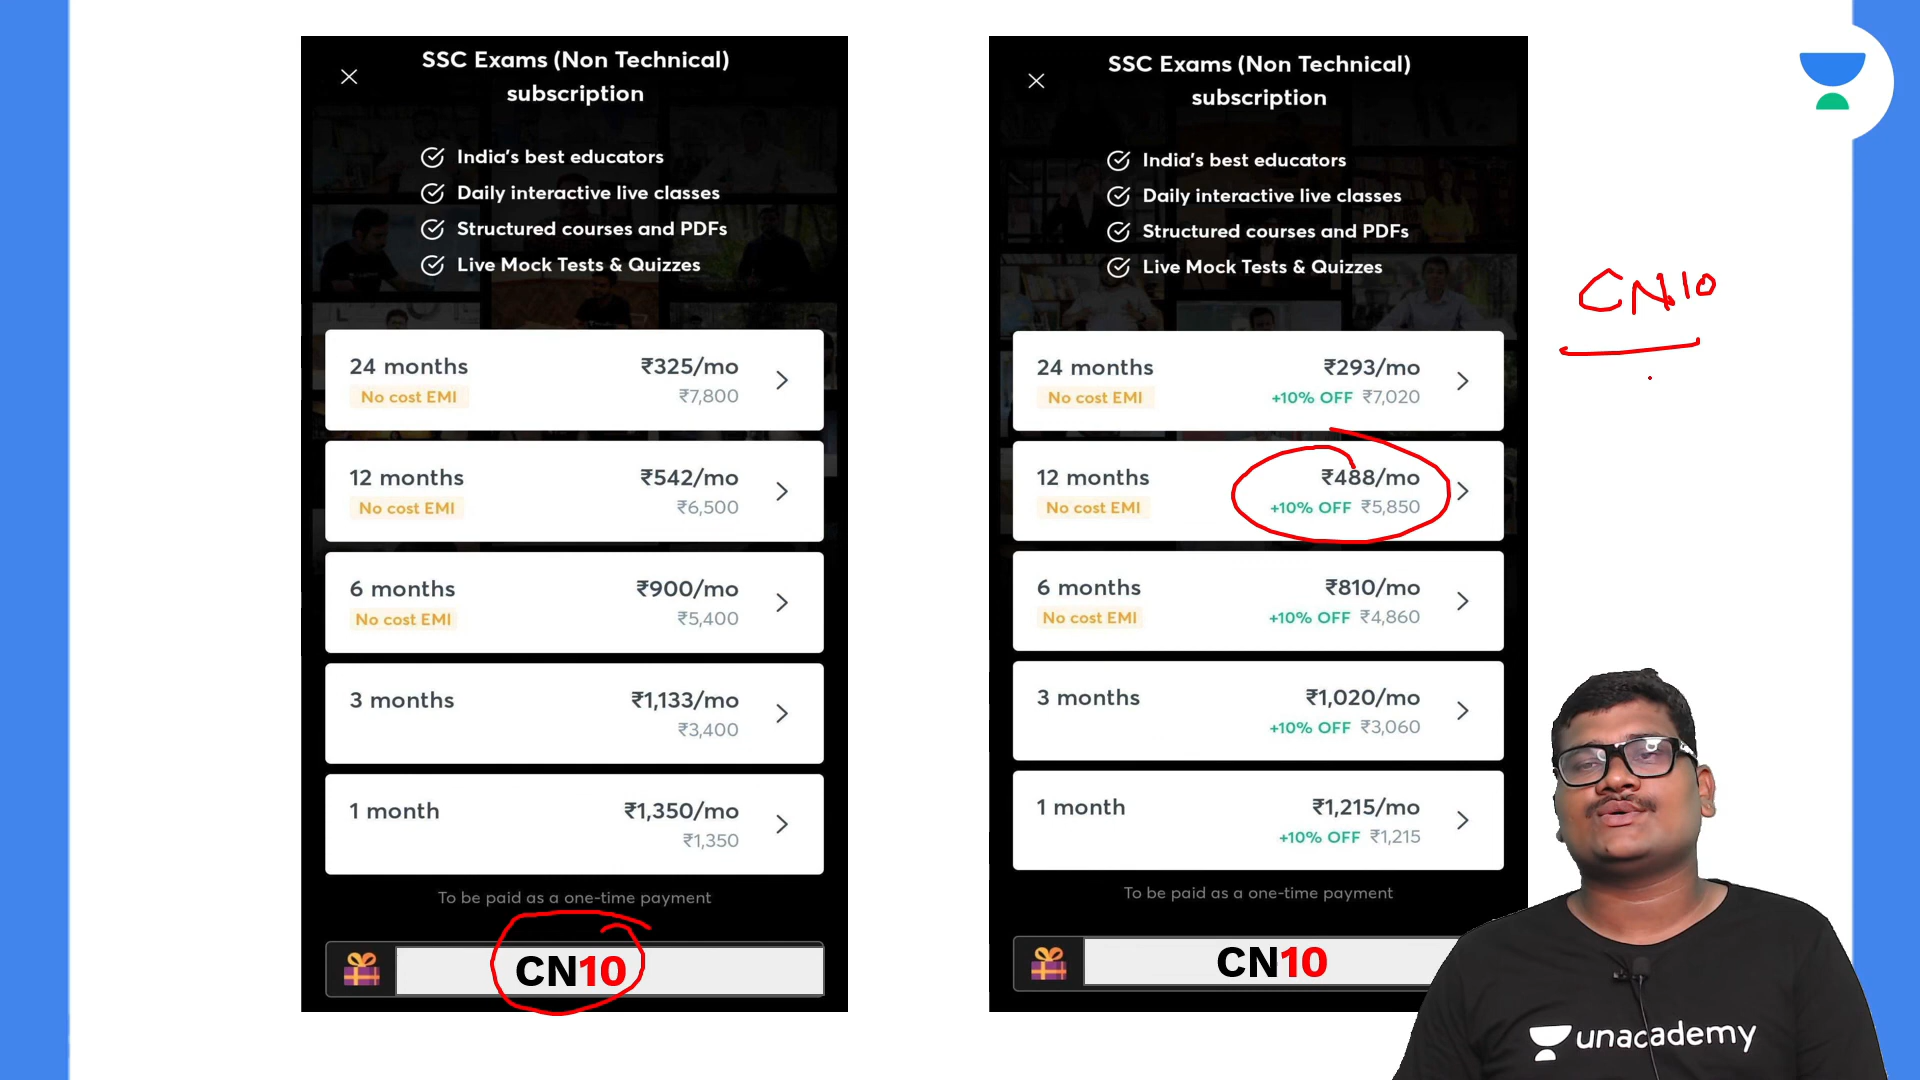 SSC Exams (Non Technical)
subscription
India's best educators
Daily interactive live classes
Structured courses and PDFs
Live Mock Tests & Quizzes
24 months ₹325/mo
No cost EMI ₹7,800
12 months ₹542/mo
No cost EMI ₹6,500
6 months ₹900/mo
No cost EMI ₹5,400
3 months ₹1,133/mo
₹3,400
1 month ₹1,350/mo
₹1,350
To be paid as a one-time payment
CN10
SSC Exams (Non Technical)
subscription
India's best educators
Daily interactive live classes
Structured courses and PDFs
Live Mock Tests & Quizzes
24 months ₹293/mo
No cost EMI +10% OFF ₹7,020
12 months ₹488/mo
No cost EMI +10% OFF ₹5,850
6 months ₹810/mo
No cost EMI +10% OFF ₹4,860
3 months ₹1,020/mo
+10% OFF ₹3,060
1 month ₹1,215/mo
+10% OFF ₹1,215
To be paid as a one-time payment
CN10
CN10
unacademy